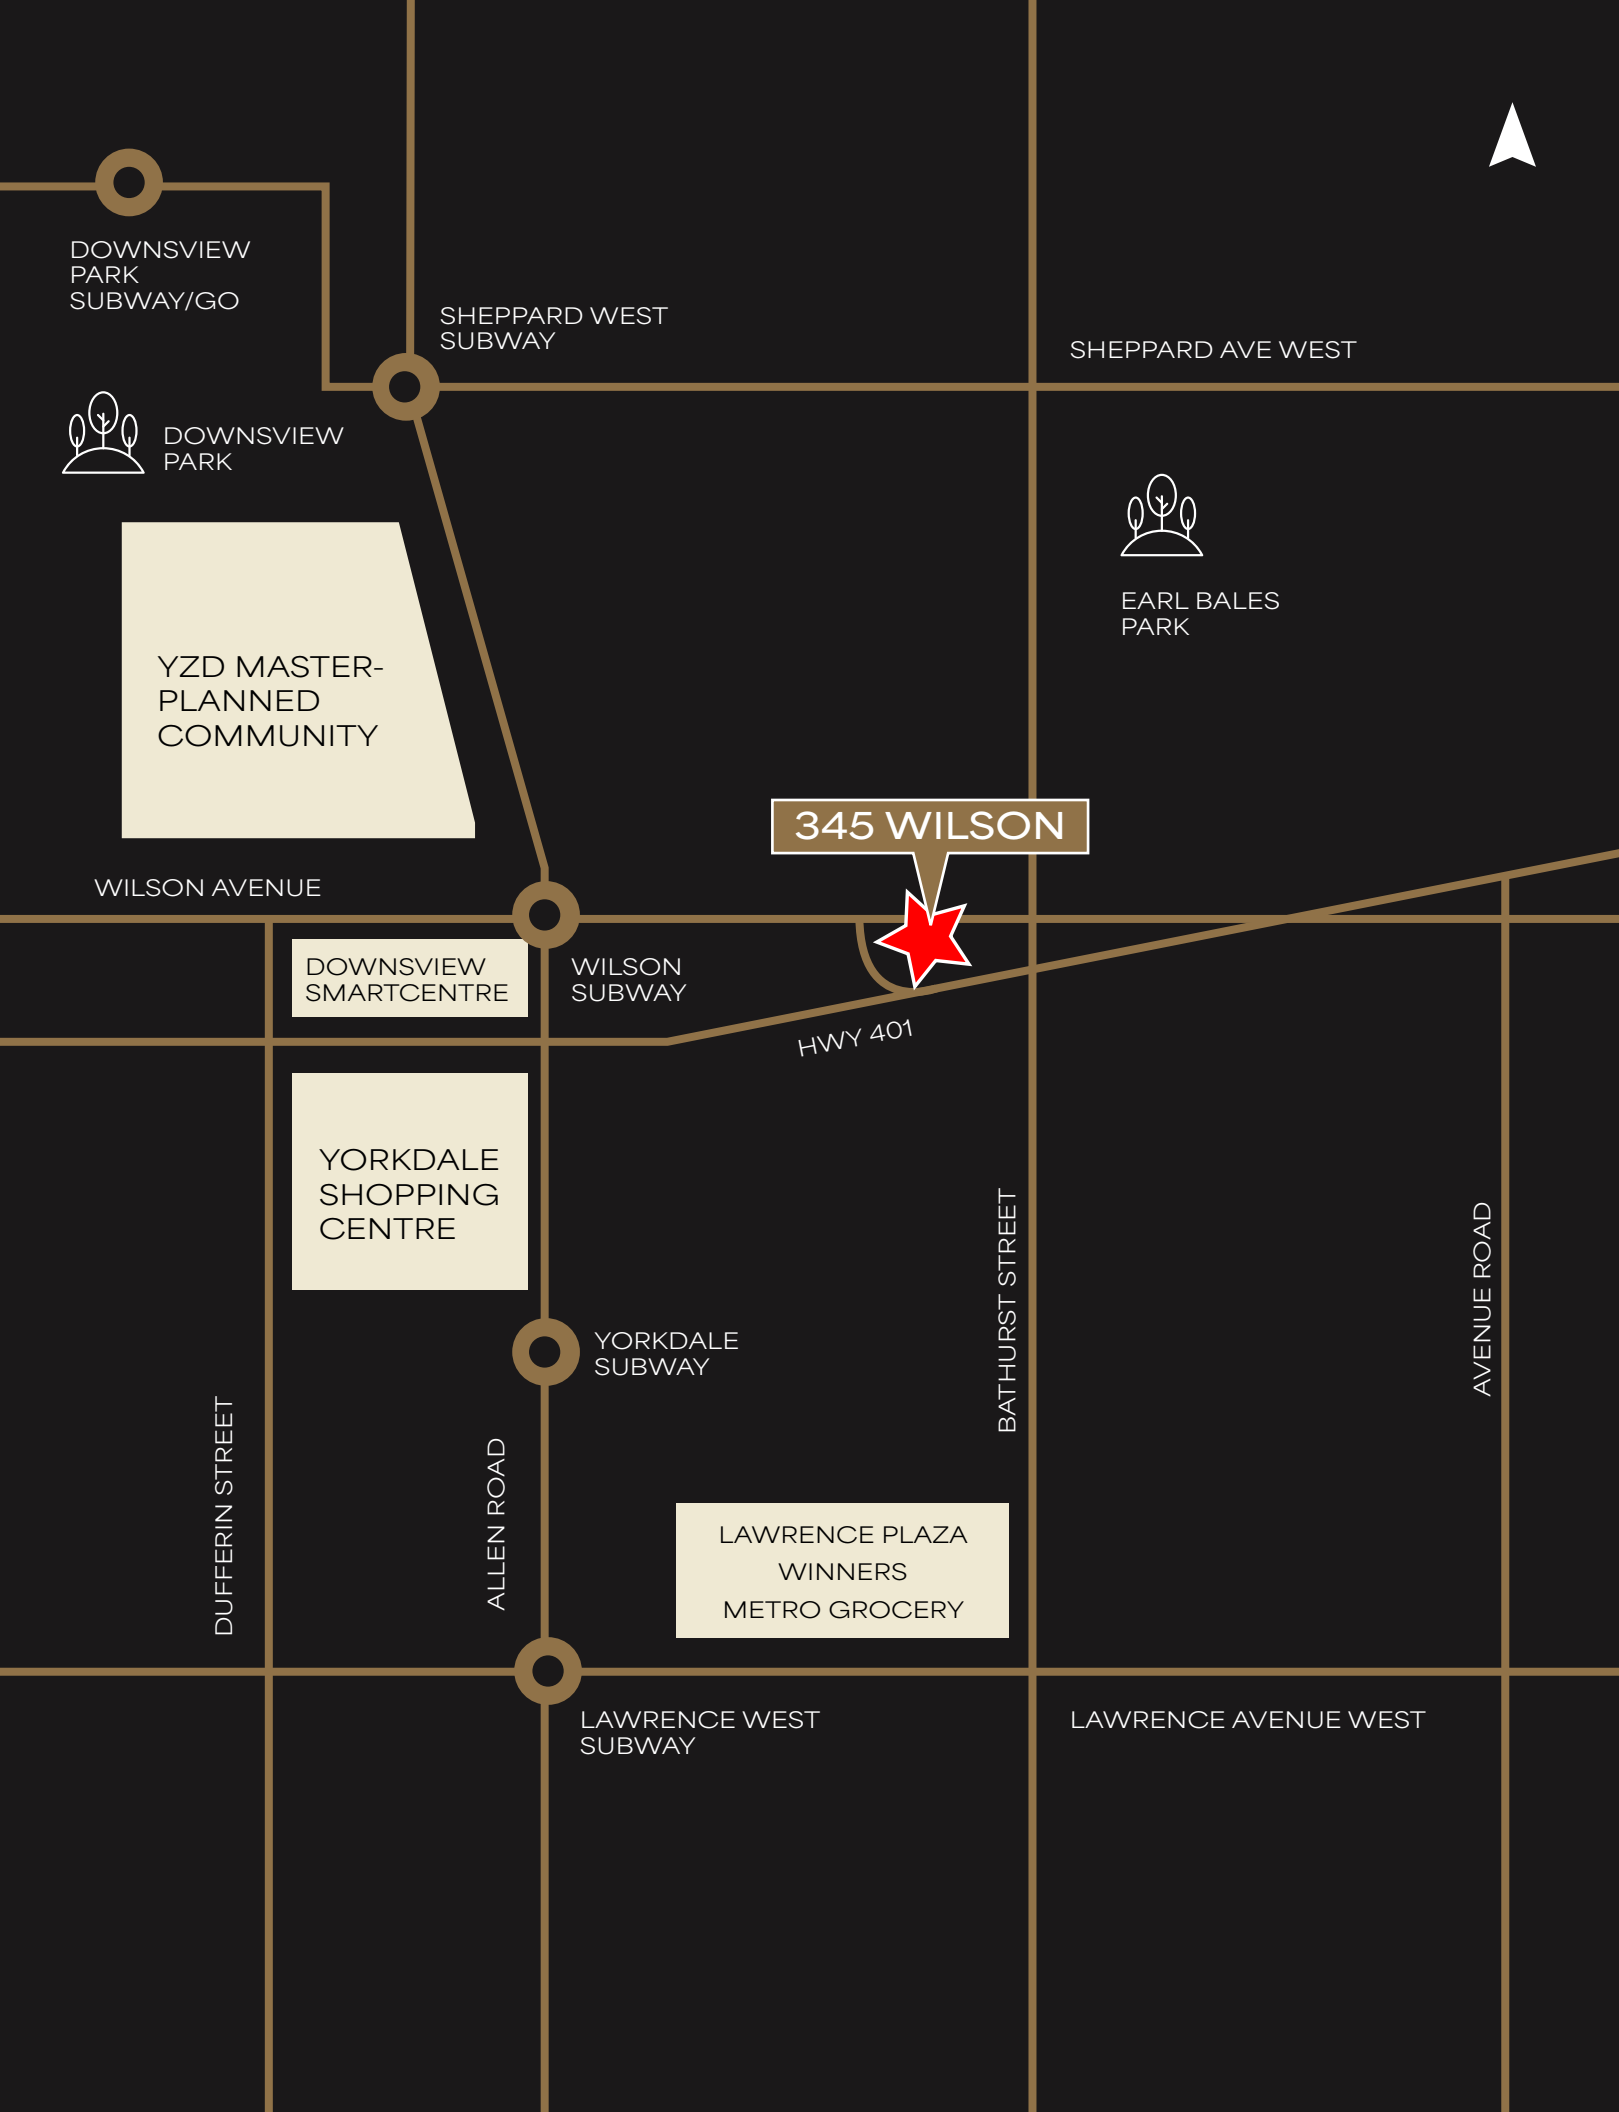 DOWNSVIEW
PARK
SUBWAY/GO
SHEPPARD WEST
SUBWAY
SHEPPARD AVE WEST
DOWNSVIEW
PARK
EARL BALES
PARK
YZD MASTER-
PLANNED
COMMUNITY
345 WILSON
WILSON AVENUE
DOWNSVIEW
SMARTCENTRE
WILSON
SUBWAY
HWY 401
YORKDALE
SHOPPING
CENTRE
BATHURST STREET
AVENUE ROAD
YORKDALE
SUBWAY
DUFFERIN STREET
ALLEN ROAD
LAWRENCE PLAZA
WINNERS
METRO GROCERY
LAWRENCE WEST
SUBWAY
LAWRENCE AVENUE WEST